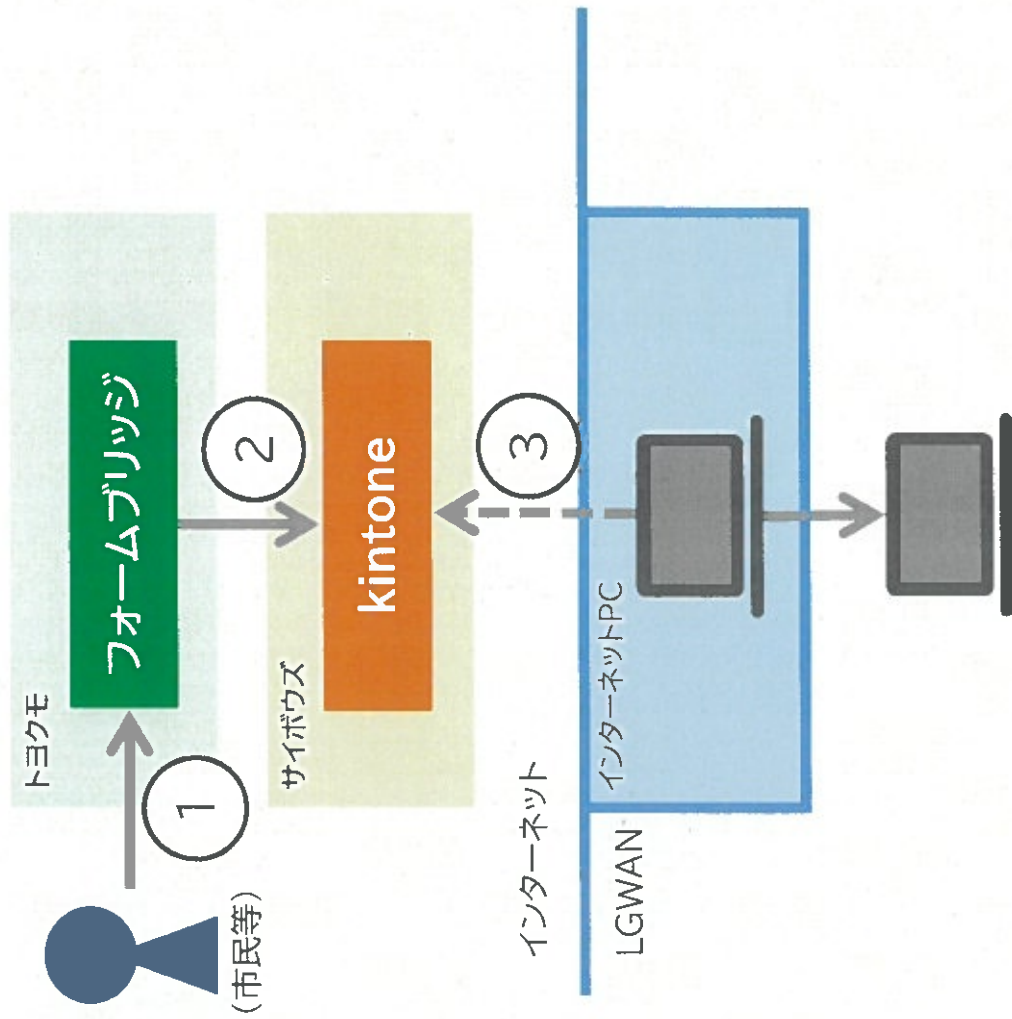 トヨクモ
フォームブリッジ
(市民等)
1
2
サイボウズ
kintone
3
インターネット
LGWAN
インターネットPC